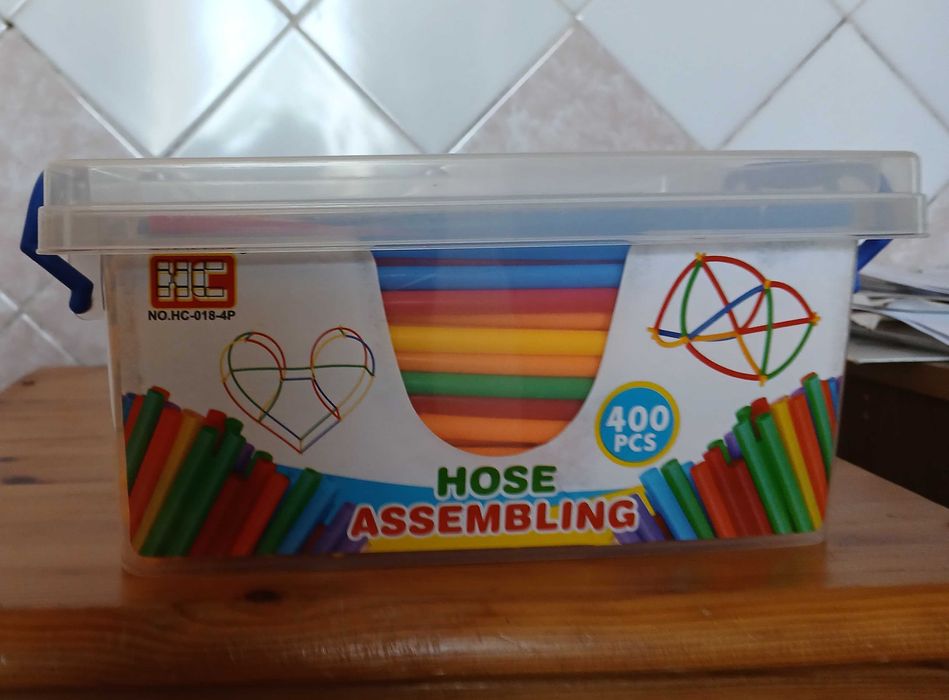 HC
NO.HC-018-4P
400
PCS
HOSE
ASSEMBLING